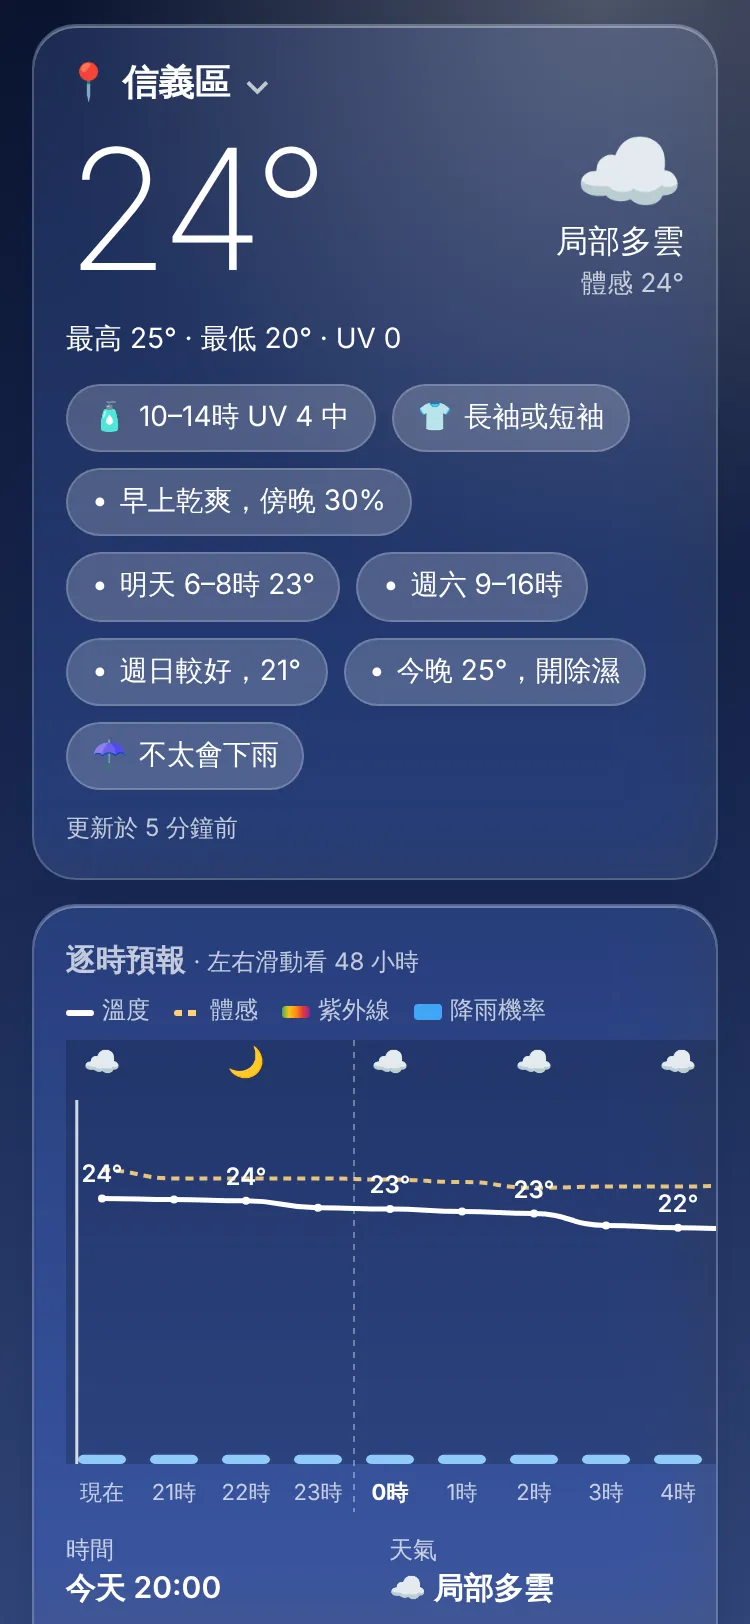 信義區
24°
局部多雲
體感 24°
最高 25° · 最低 20° · UV 0
10–14時 UV 4 中
長袖或短袖
• 早上乾爽，傍晚 30%
• 明天 6–8時 23°
• 週六 9–16時
• 週日較好，21°
• 今晚 25°，開除濕
不太會下雨
更新於 5 分鐘前
逐時預報 · 左右滑動看 48 小時
溫度 體感 紫外線 降雨機率
24° 24° 23° 23° 22°
現在 21時 22時 23時 0時 1時 2時 3時 4時
時間 天氣
今天 20:00 局部多雲